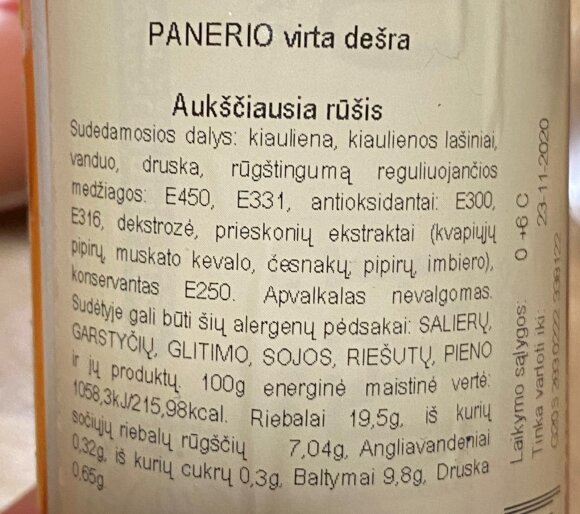 PANERIO virta dešra
Aukščiausia rūšis
Sudedamosios dalys: kiauliena, kiaulienos lašiniai,
vanduo, druska, rūgštingumą reguliuojančios
medžiagos: E450, E331, antioksidantai: E300,
E316, dekstrozė, prieskonių ekstraktai (kvapiųjų
pipirų, muskato kevalo, česnakų, pipirų, imbiero),
konservantas E250. Apvalkalas nevalgomas.
Sudėtyje gali būti šių alergenų pėdsakai: SALIERŲ,
GARSTYČIŲ, GLITIMO, SOJOS, RIEŠUTŲ, PIENO
ir jų produktų. 100g energinė maistinė vertė:
1058,3kJ/215,98kcal. Riebalai 19,5g, iš kurių
sočiųjų riebalų rūgščių 7,04g, Angliavandeniai
0,32g, iš kurių cukrų 0,3g, Baltymai 9,8g, Druska
0,65g
Laikymo sąlygos: 0 +6 C
Tinka vartoti iki: 23-11-2020